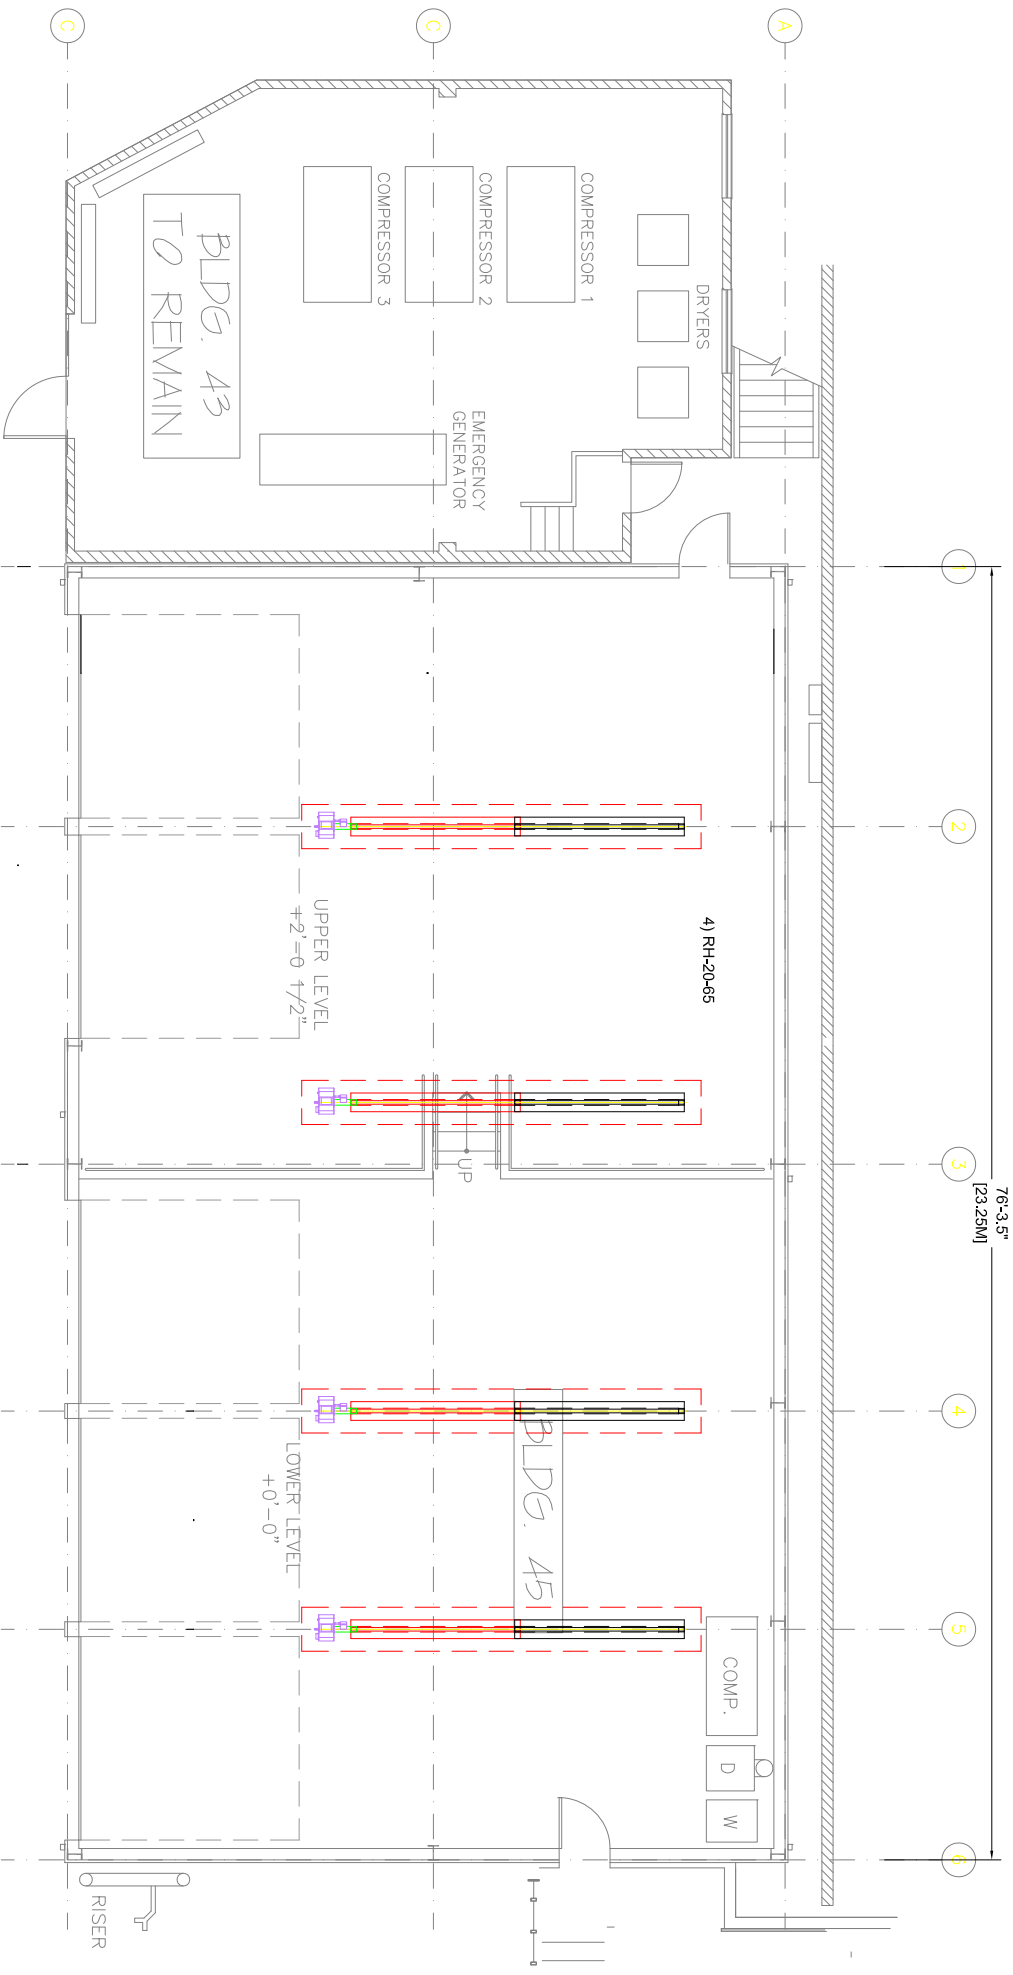 C
C
A
COMPRESSOR 1
COMPRESSOR 2
COMPRESSOR 3
DRYERS
BLDG. 43
TO REMAIN
EMERGENCY
GENERATOR
1
2
4) RH-20-65
UPPER LEVEL
+2'-0 1/2"
UP
3
76'-3.5"
[23.25M]
4
BLDG. 45
LOWER LEVEL
+0'-0"
5
COMP.
D
W
6
RISER